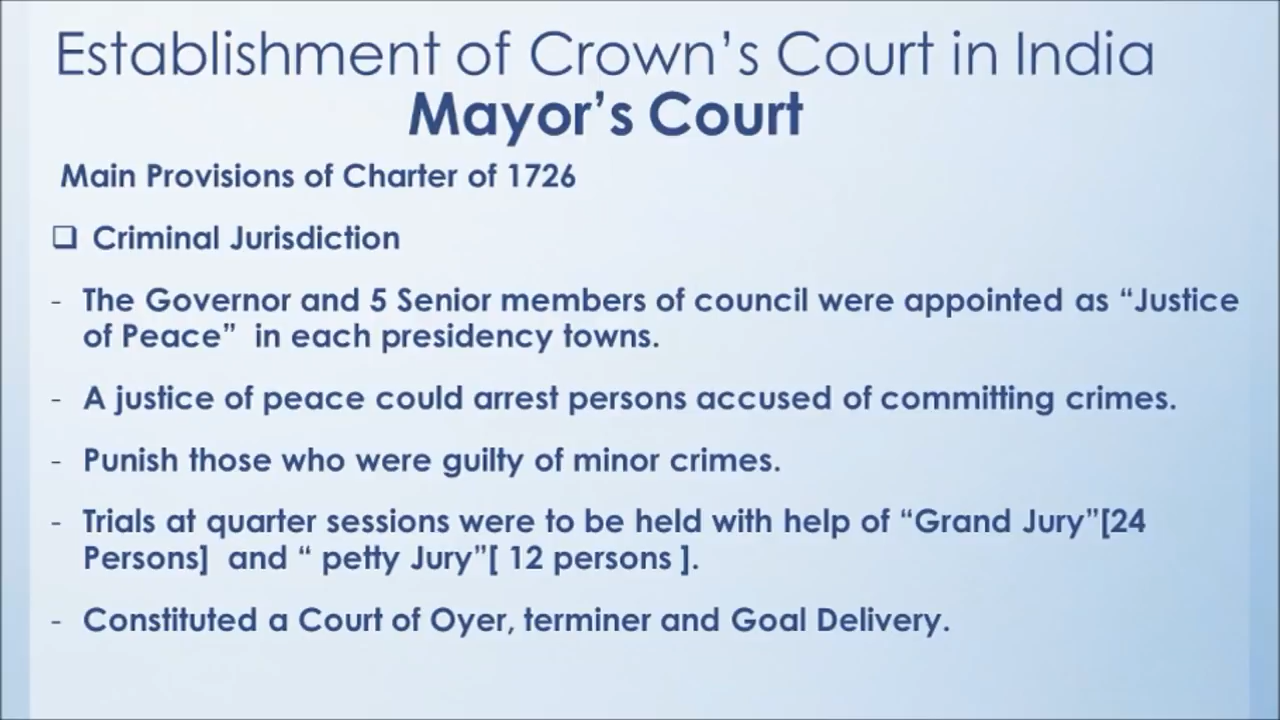 Establishment of Crown's Court in India
Mayor's Court
Main Provisions of Charter of 1726
❑ Criminal Jurisdiction
- The Governor and 5 Senior members of council were appointed as “Justice
of Peace” in each presidency towns.
- A justice of peace could arrest persons accused of committing crimes.
- Punish those who were guilty of minor crimes.
- Trials at quarter sessions were to be held with help of “Grand Jury”[24
Persons] and “ petty Jury”[ 12 persons ].
- Constituted a Court of Oyer, terminer and Goal Delivery.